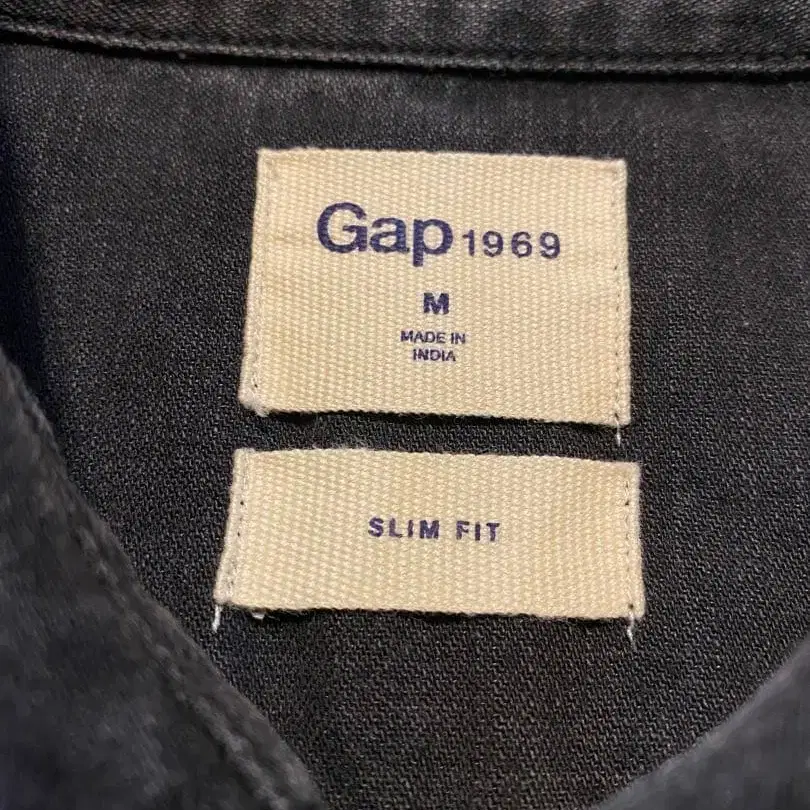 Gap 1969
M
MADE IN
INDIA
SLIM FIT